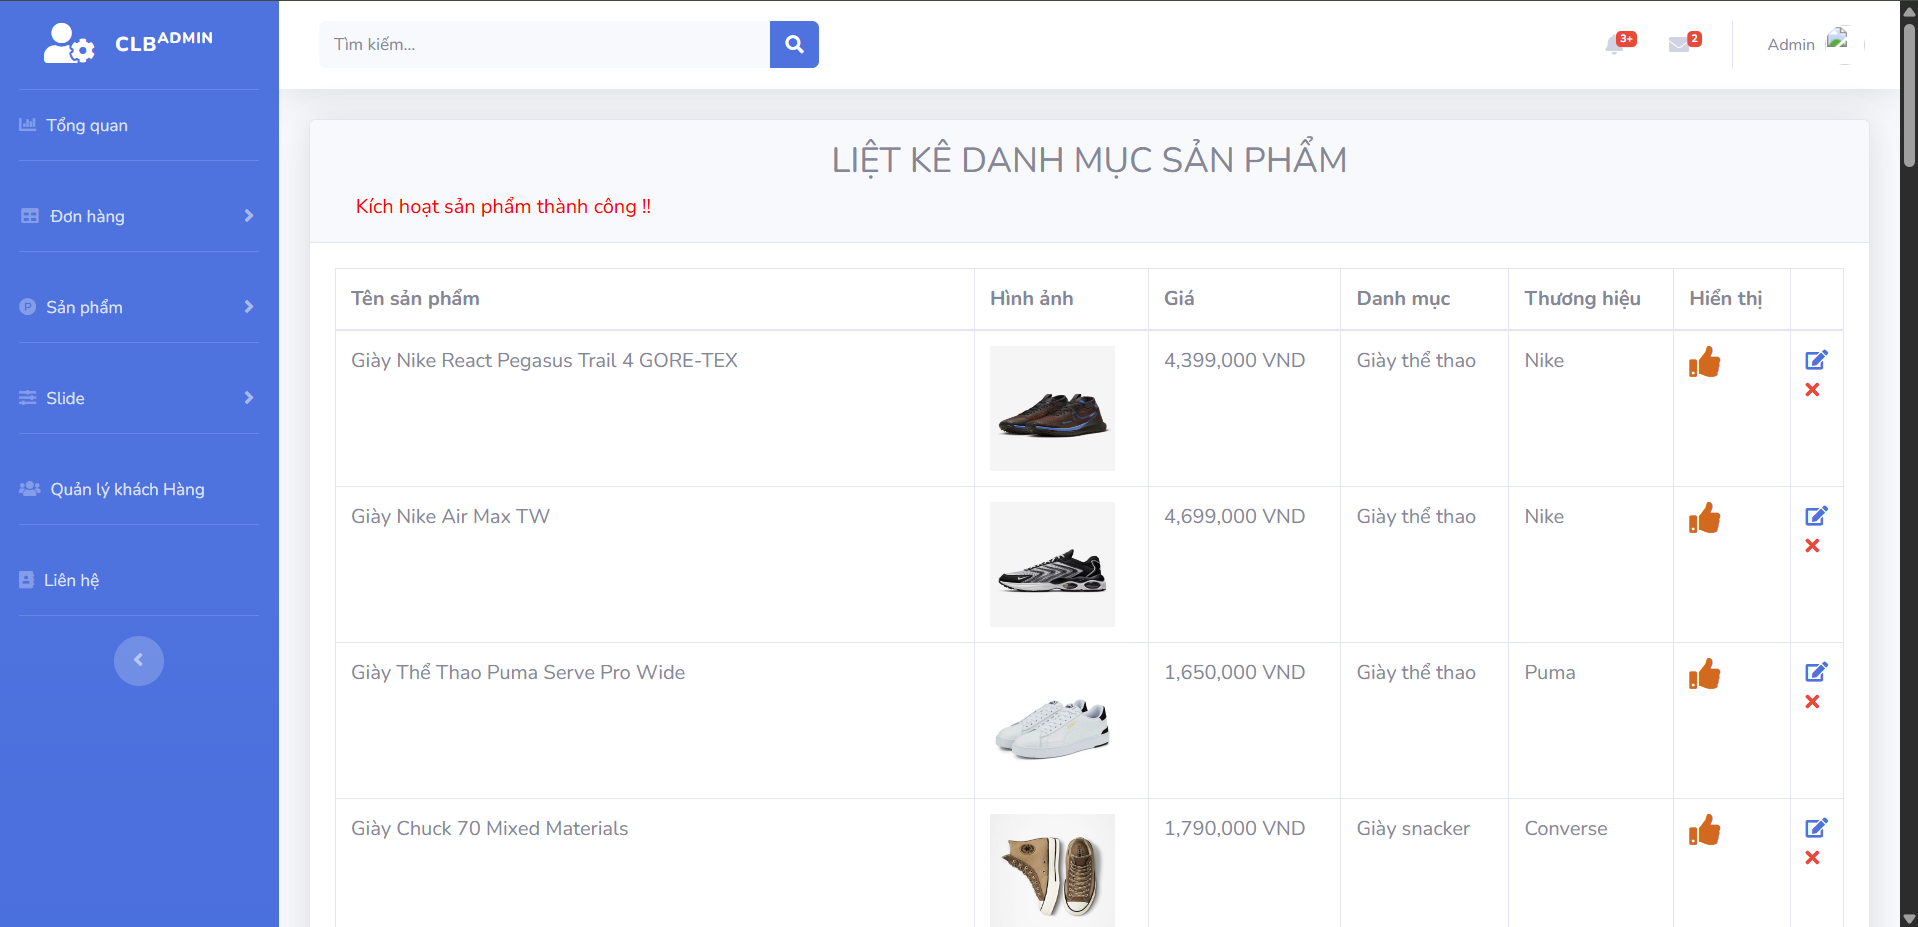 CLBADMIN
Tìm kiếm...
3+
2
Admin
Tổng quan
Đơn hàng
Sản phẩm
Slide
Quản lý khách Hàng
Liên hệ
LIỆT KÊ DANH MỤC SẢN PHẨM
Kích hoạt sản phẩm thành công !!
Tên sản phẩm Hình ảnh Giá Danh mục Thương hiệu Hiển thị
Giày Nike React Pegasus Trail 4 GORE-TEX 4,399,000 VND Giày thể thao Nike
Giày Nike Air Max TW 4,699,000 VND Giày thể thao Nike
Giày Thể Thao Puma Serve Pro Wide 1,650,000 VND Giày thể thao Puma
Giày Chuck 70 Mixed Materials 1,790,000 VND Giày snacker Converse